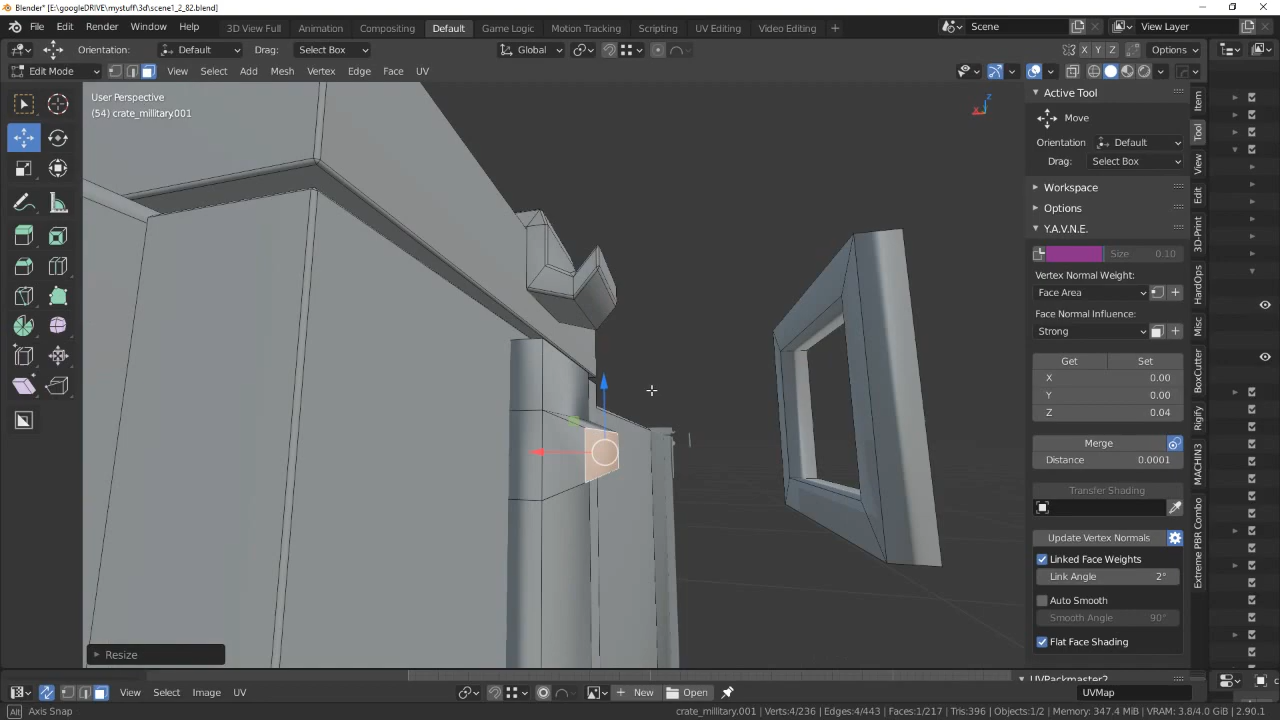 Blender* [E:\googleDRIVE\mystuff\3d\scene1_2_82.blend]
File Edit Render Window Help 3D View Full Animation Compositing Default Game Logic Motion Tracking Scripting UV Editing Video Editing + Scene View Layer
Orientation: Default Drag: Select Box Global X Y Z Options
Edit Mode View Select Add Mesh Vertex Edge Face UV
User Perspective
(54) crate_millitary.001
Z
X
Active Tool
Move
Orientation Default
Drag: Select Box
Workspace
Options
Y.A.V.N.E.
Size 0.10
Vertex Normal Weight:
Face Area
Face Normal Influence:
Strong
Get Set
X 0.00
Y 0.00
Z 0.04
Merge
Distance 0.0001
Transfer Shading
Update Vertex Normals
Linked Face Weights
Link Angle 2°
Auto Smooth
Smooth Angle 90°
Flat Face Shading
UVPackmaster2
Item
Tool
View
Edit
3D-Print
HardOps
Misc
BoxCutter
Rigify
MACHIN3
Extreme PBR Combo
Resize
View Select Image UV New Open UVMap
Alt Axis Snap crate_millitary.001 | Verts:4/236 | Edges:4/443 | Faces:1/217 | Tris:396 | Objects:1/2 | Memory: 347.4 MiB | VRAM: 3.8/4.0 GiB | 2.90.1